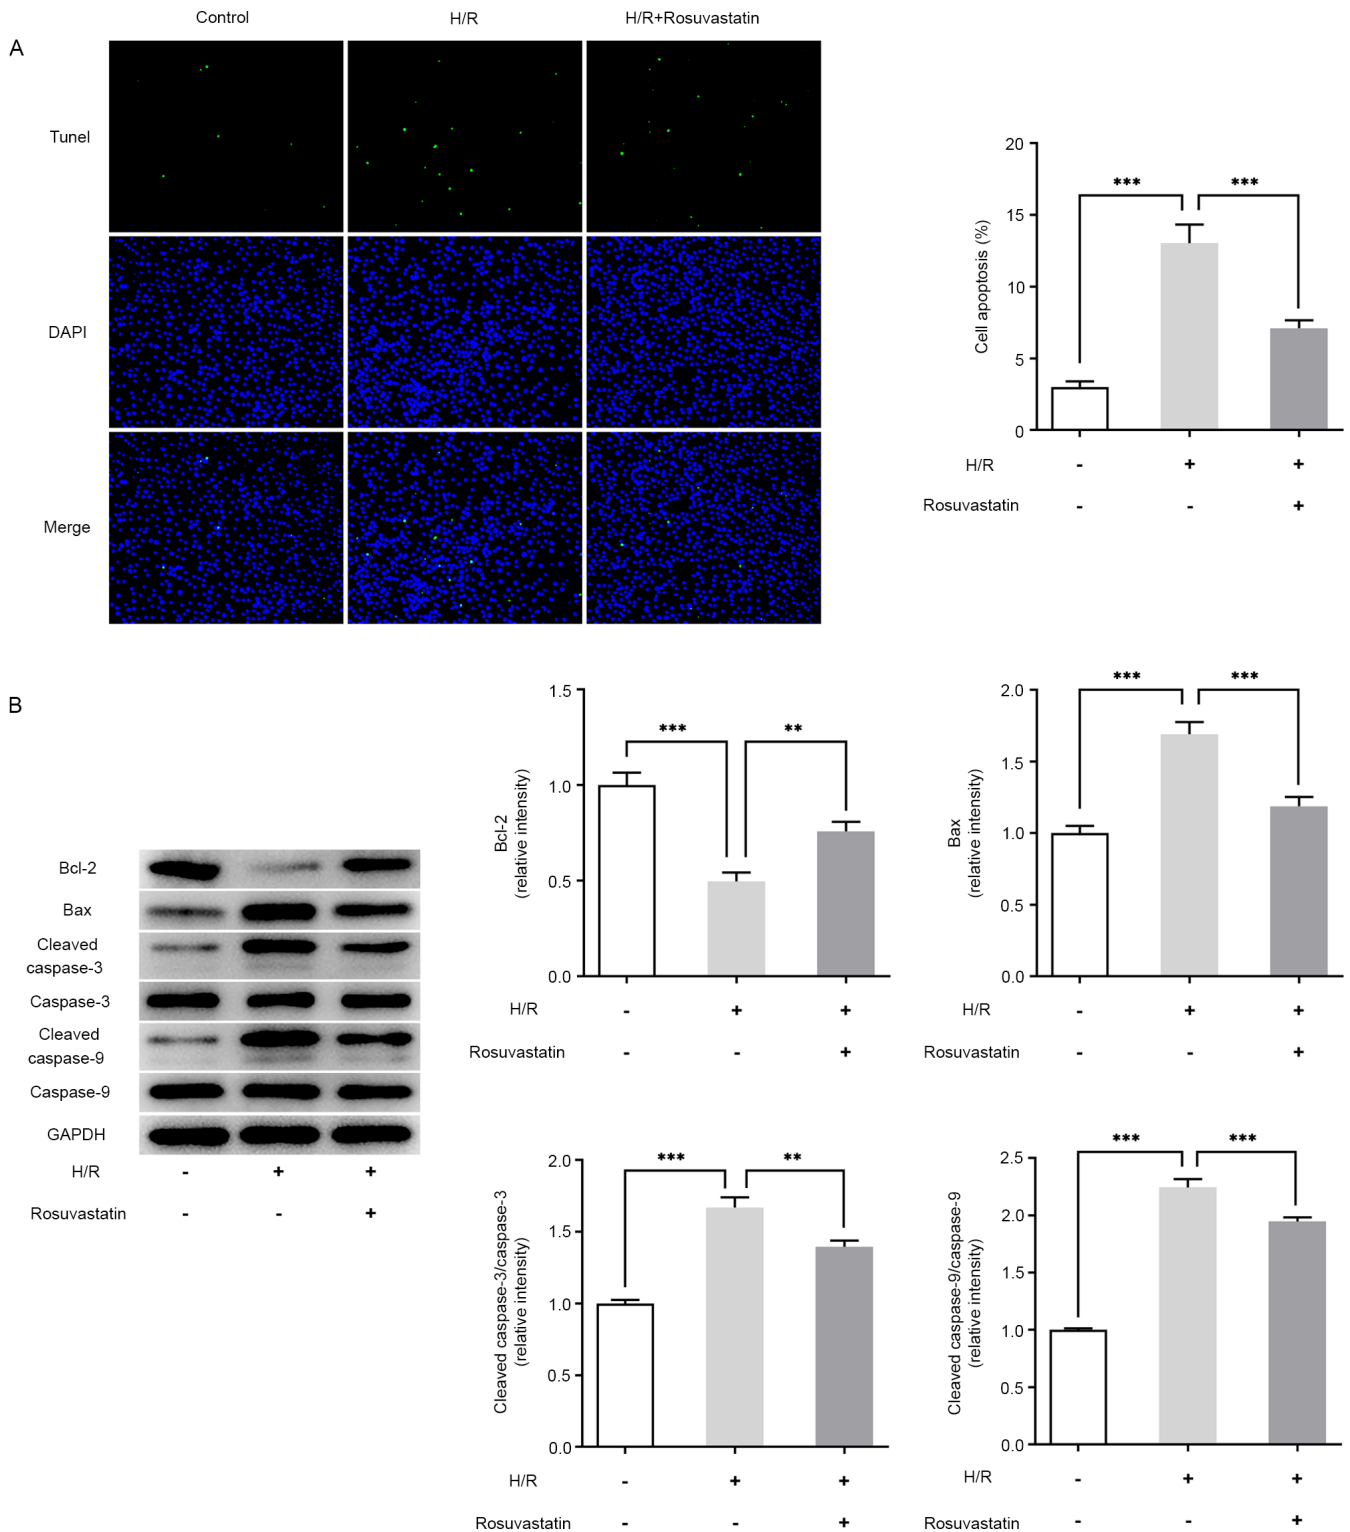 Control H/R H/R+Rosuvastatin
A
Tunel
DAPI
Merge
Cell apoptosis (%)
20
15
10
5
0
*** ***
H/R - + +
Rosuvastatin - - +
B
Bcl-2
Bax
Cleaved
caspase-3
Caspase-3
Cleaved
caspase-9
Caspase-9
GAPDH
H/R - + +
Rosuvastatin - - +
Bcl-2
(relative intensity)
1.5
1.0
0.5
0.0
*** **
H/R - + +
Rosuvastatin - - +
Bax
(relative intensity)
2.0
1.5
1.0
0.5
0.0
*** ***
H/R - + +
Rosuvastatin - - +
Cleaved caspase-3/caspase-3
(relative intensity)
2.0
1.5
1.0
0.5
0.0
*** **
H/R - + +
Rosuvastatin - - +
Cleaved caspase-9/caspase-9
(relative intensity)
2.5
2.0
1.5
1.0
0.5
0.0
*** ***
H/R - + +
Rosuvastatin - - +